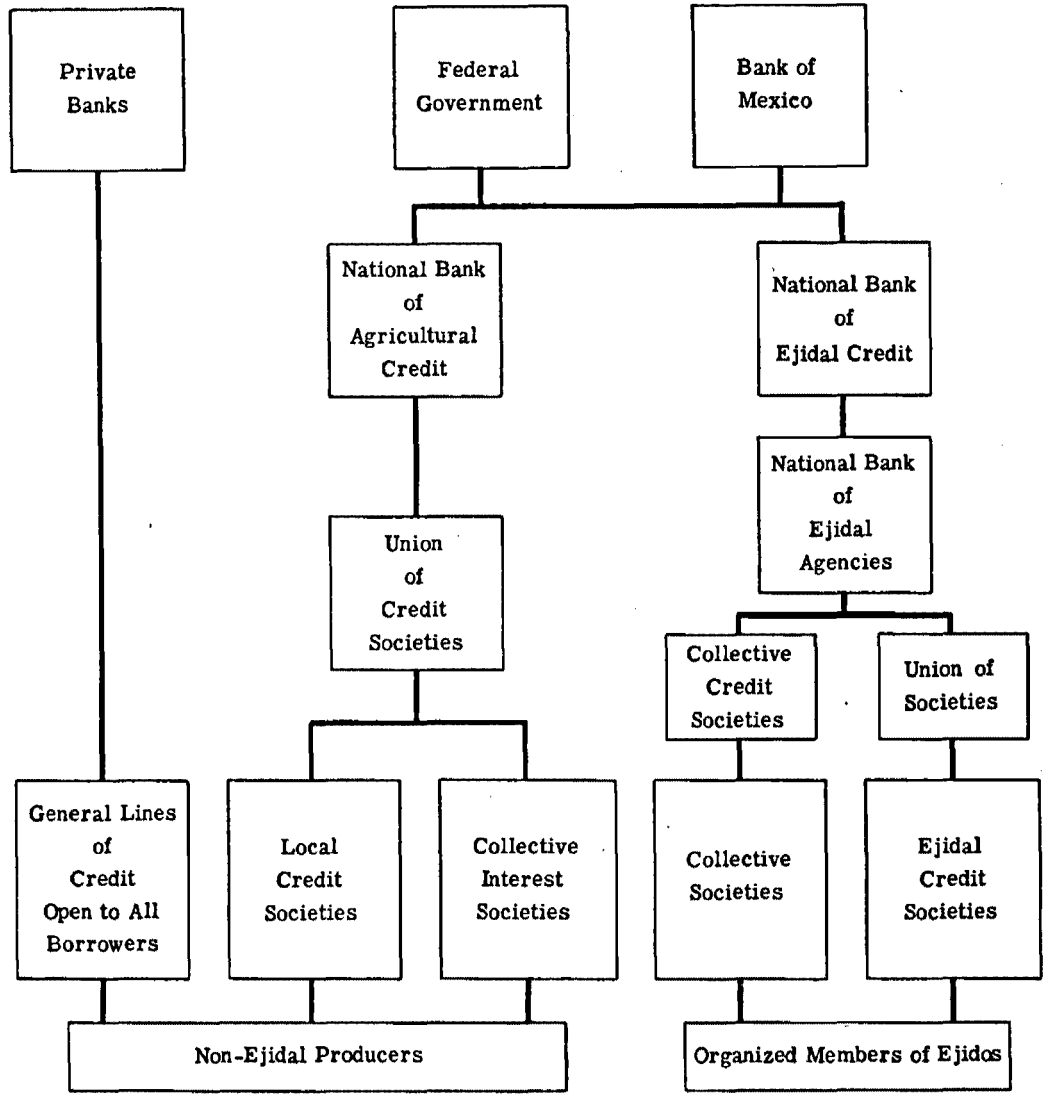 Private
Banks
Federal
Government
Bank of
Mexico
National Bank
of
Agricultural
Credit
National Bank
of
Ejidal Credit
National Bank
of
Ejidal
Agencies
Union
of
Credit
Societies
Collective
Credit
Societies
Union of
Societies
General Lines
of
Credit
Open to All
Borrowers
Local
Credit
Societies
Collective
Interest
Societies
Collective
Societies
Ejidal
Credit
Societies
Non-Ejidal Producers
Organized Members of Ejidos